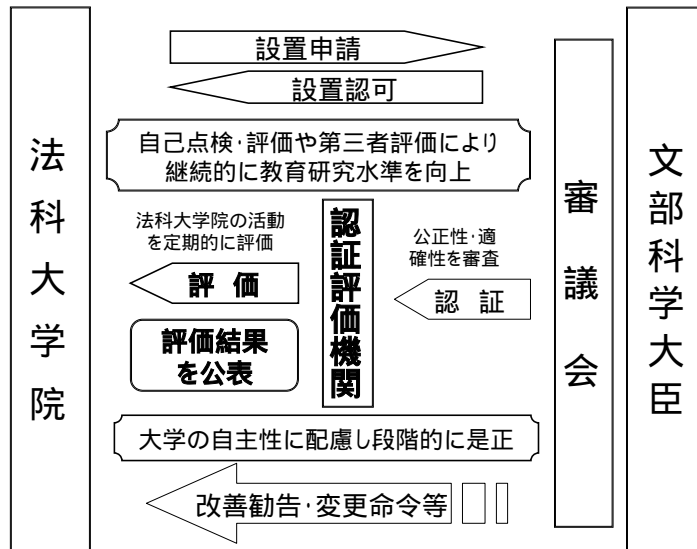 法科大学院
設置申請
設置認可
自己点検・評価や第三者評価により
継続的に教育研究水準を向上
法科大学院の活動
を定期的に評価
評 価
評価結果
を公表
認証評価機関
公正性・適
確性を審査
認 証
大学の自主性に配慮し段階的に是正
改善勧告・変更命令等
審議会
文部科学大臣